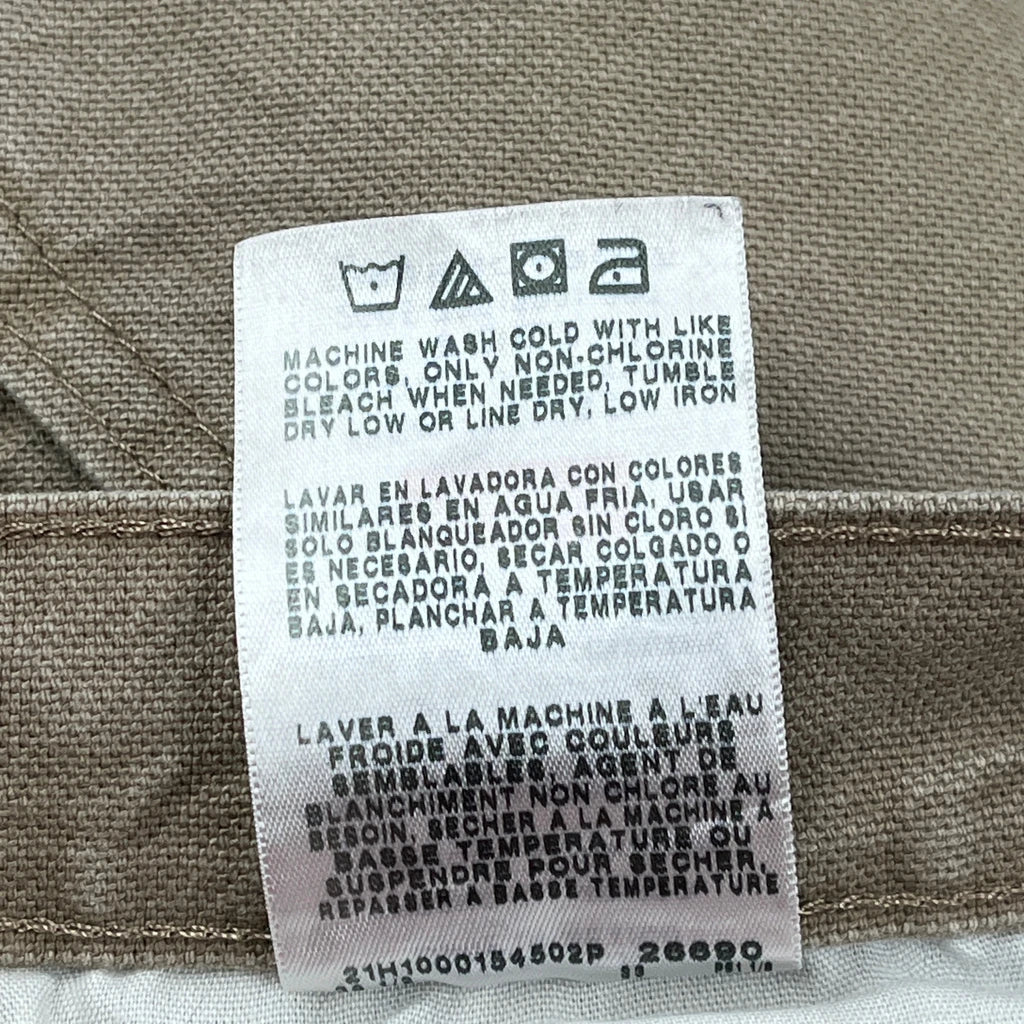 MACHINE WASH COLD WITH LIKE
COLORS, ONLY NON-CHLORINE
BLEACH WHEN NEEDED, TUMBLE
DRY LOW OR LINE DRY, LOW IRON
LAVAR EN LAVADORA CON COLORES
SIMILARES EN AGUA FRIA, USAR
SOLO BLANQUEADOR SIN CLORO SI
ES NECESARIO, SECAR COLGADO O
EN SECADORA A TEMPERATURA
BAJA, PLANCHAR A TEMPERATURA
BAJA
LAVER A LA MACHINE A L'EAU
FROIDE AVEC COULEURS
SEMBLABLES, AGENT DE
BLANCHIMENT NON CHLORE AU
BESOIN, SECHER A LA MACHINE A
BASSE TEMPERATURE OU
SUSPENDRE POUR SECHER,
REPASSER A BASSE TEMPERATURE
21H1000154502P 26690